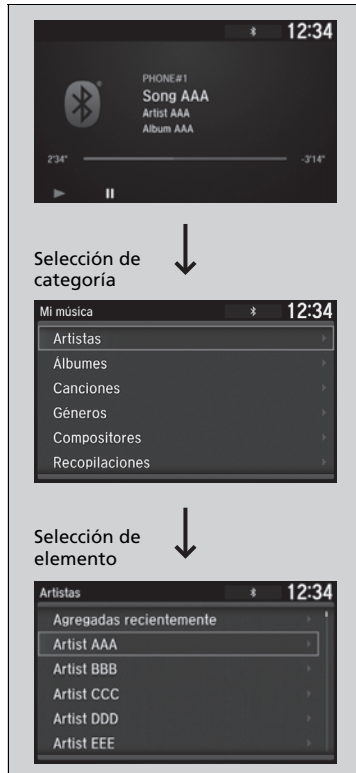 12:34
PHONE#1
Song AAA
Artist AAA
Album AAA
2'34" -3'14"
Selección de
categoría
Mi música 12:34
Artistas
Álbumes
Canciones
Géneros
Compositores
Recopilaciones
Selección de
elemento
Artistas 12:34
Agregadas recientemente
Artist AAA
Artist BBB
Artist CCC
Artist DDD
Artist EEE